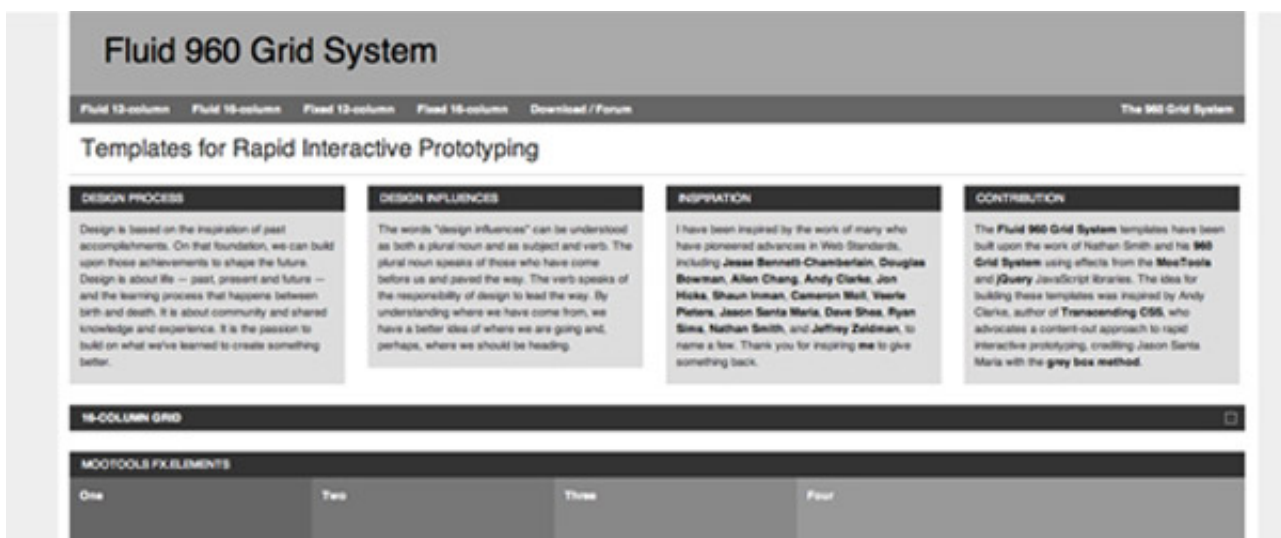 Fluid 960 Grid System
Fluid 12-column Fluid 16-column Fixed 12-column Fixed 16-column Download / Forum The 960 Grid System
Templates for Rapid Interactive Prototyping
DESIGN PROCESS
Design is based on the inspiration of past
accomplishments. On that foundation, we can build
upon those achievements to shape the future.
Design is about life — past, present and future —
and the learning process that happens between
birth and death. It is about community and shared
knowledge and experience. It is the passion to
build on what we've learned to create something
better.
DESIGN INFLUENCES
The words "design influences" can be understood
as both a plural noun and as subject and verb. The
plural noun speaks of those who have come
before us and paved the way. The verb speaks of
the responsibility of design to lead the way. By
understanding where we have come from, we
have a better idea of where we are going and,
perhaps, where we should be heading.
INSPIRATION
I have been inspired by the work of many who
have pioneered advances in Web Standards,
including Jesse Bennett-Chamberlain, Douglas
Bowman, Allen Chang, Andy Clarke, Jon
Hicks, Shaun Inman, Cameron Moll, Veerle
Pieters, Jason Santa Maria, Dave Shea, Ryan
Sims, Nathan Smith, and Jeffrey Zeldman, to
name a few. Thank you for inspiring me to give
something back.
CONTRIBUTION
The Fluid 960 Grid System templates have been
built upon the work of Nathan Smith and his 960
Grid System using effects from the MooTools
and jQuery JavaScript libraries. The idea for
building these templates was inspired by Andy
Clarke, author of Transcending CSS, who
advocates a content-out approach to rapid
interactive prototyping, crediting Jason Santa
Maria with the grey box method.
16-COLUMN GRID
MOOTOOLS FX.ELEMENTS
One Two Three Four